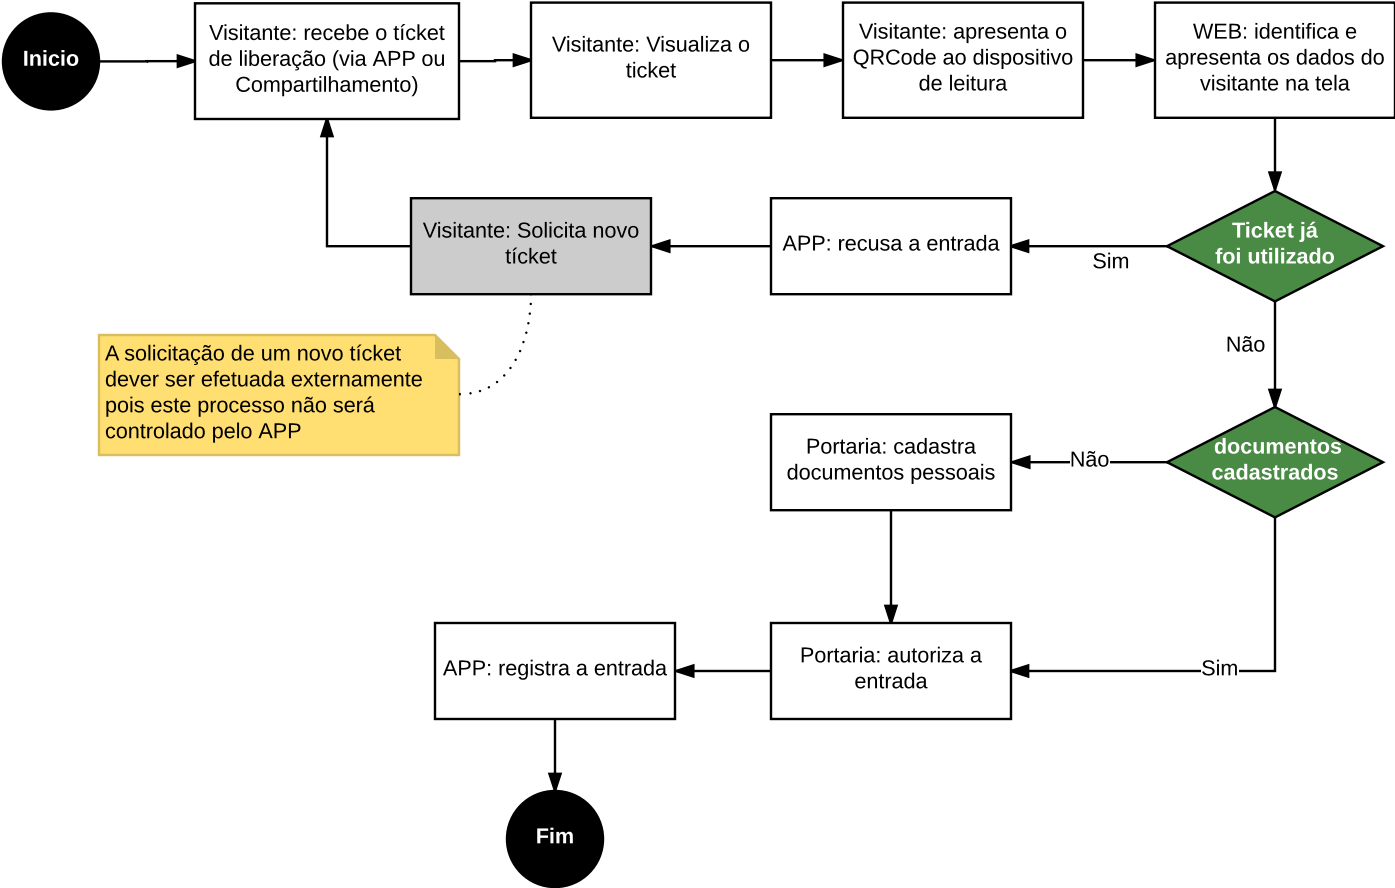 Inicio
Visitante: recebe o tícket
de liberação (via APP ou
Compartilhamento)
Visitante: Visualiza o
ticket
Visitante: apresenta o
QRCode ao dispositivo
de leitura
WEB: identifica e
apresenta os dados do
visitante na tela
Ticket já
foi utilizado
Sim
APP: recusa a entrada
Visitante: Solicita novo
tícket
A solicitação de um novo tícket
dever ser efetuada externamente
pois este processo não será
controlado pelo APP
Não
documentos
cadastrados
Não
Portaria: cadastra
documentos pessoais
Sim
Portaria: autoriza a
entrada
APP: registra a entrada
Fim